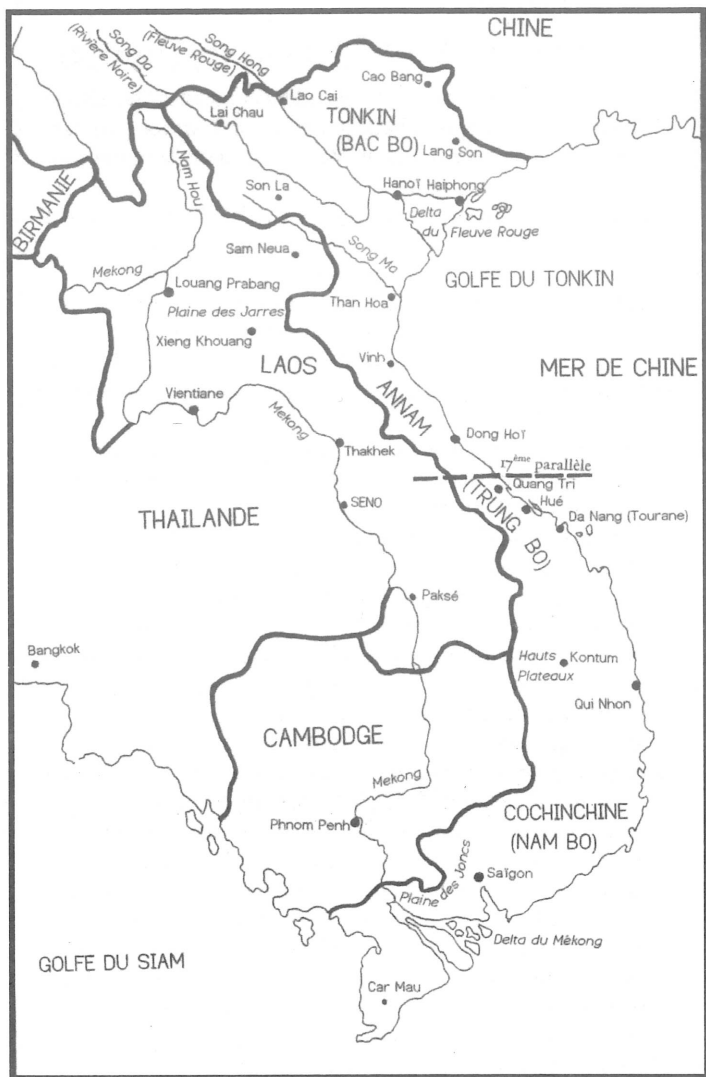 CHINE
Song Hong
(Fleuve Rouge)
Song Da
(Rivière Noire)
Cao Bang
Lao Cai
TONKIN
(BAC BO)
Lai Chau
Lang Son
Nam Hou
BIRMANIE
Son La
Hanoï Haiphong
Delta
du Fleuve Rouge
Sam Neua
Song Ma
Mekong
GOLFE DU TONKIN
Louang Prabang
Than Hoa
Plaine des Jarres
Xieng Khouang
LAOS
Vinh
MER DE CHINE
ANNAM
Vientiane
Mekong
Dong Hoï
Thakhek
17ème parallèle
Quang Tri
(TRUNG BO)
Hué
SENO
THAILANDE
Da Nang (Tourane)
Paksé
Bangkok
Hauts
Plateaux
Kontum
Qui Nhon
CAMBODGE
Mekong
Phnom Penh
COCHINCHINE
(NAM BO)
Plaine des Joncs
Saïgon
Delta du Mékong
GOLFE DU SIAM
Car Mau